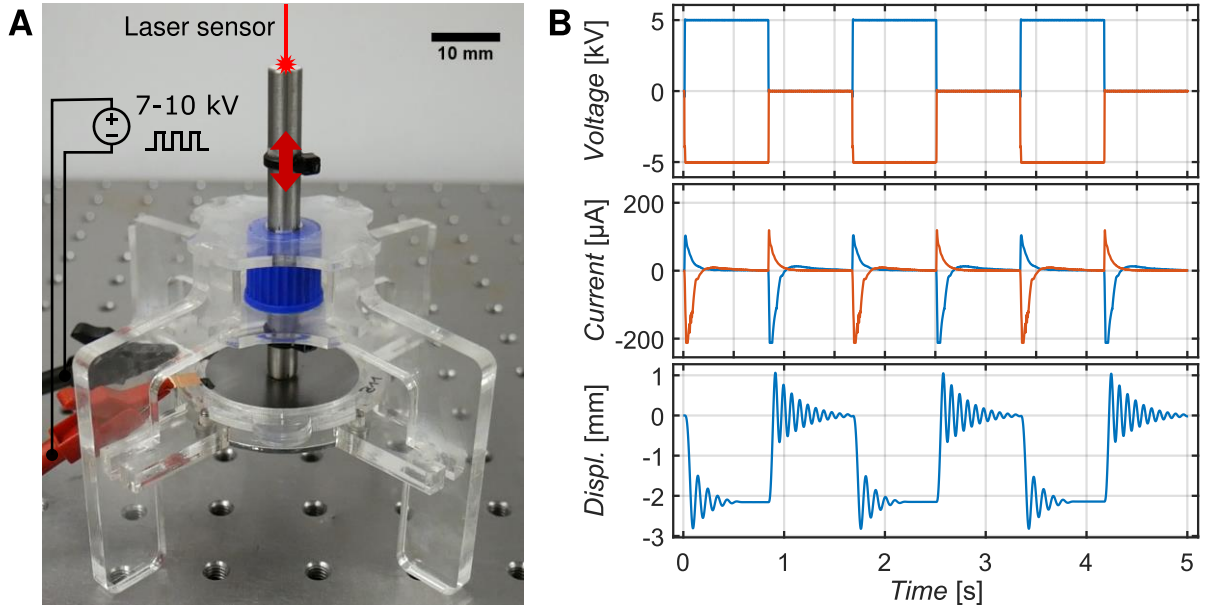 A
Laser sensor
10 mm
7-10 kV
B
Voltage [kV]
5
0
-5
Current [µA]
200
0
-200
Displ. [mm]
1
0
-1
-2
-3
0 1 2 3 4 5
Time [s]